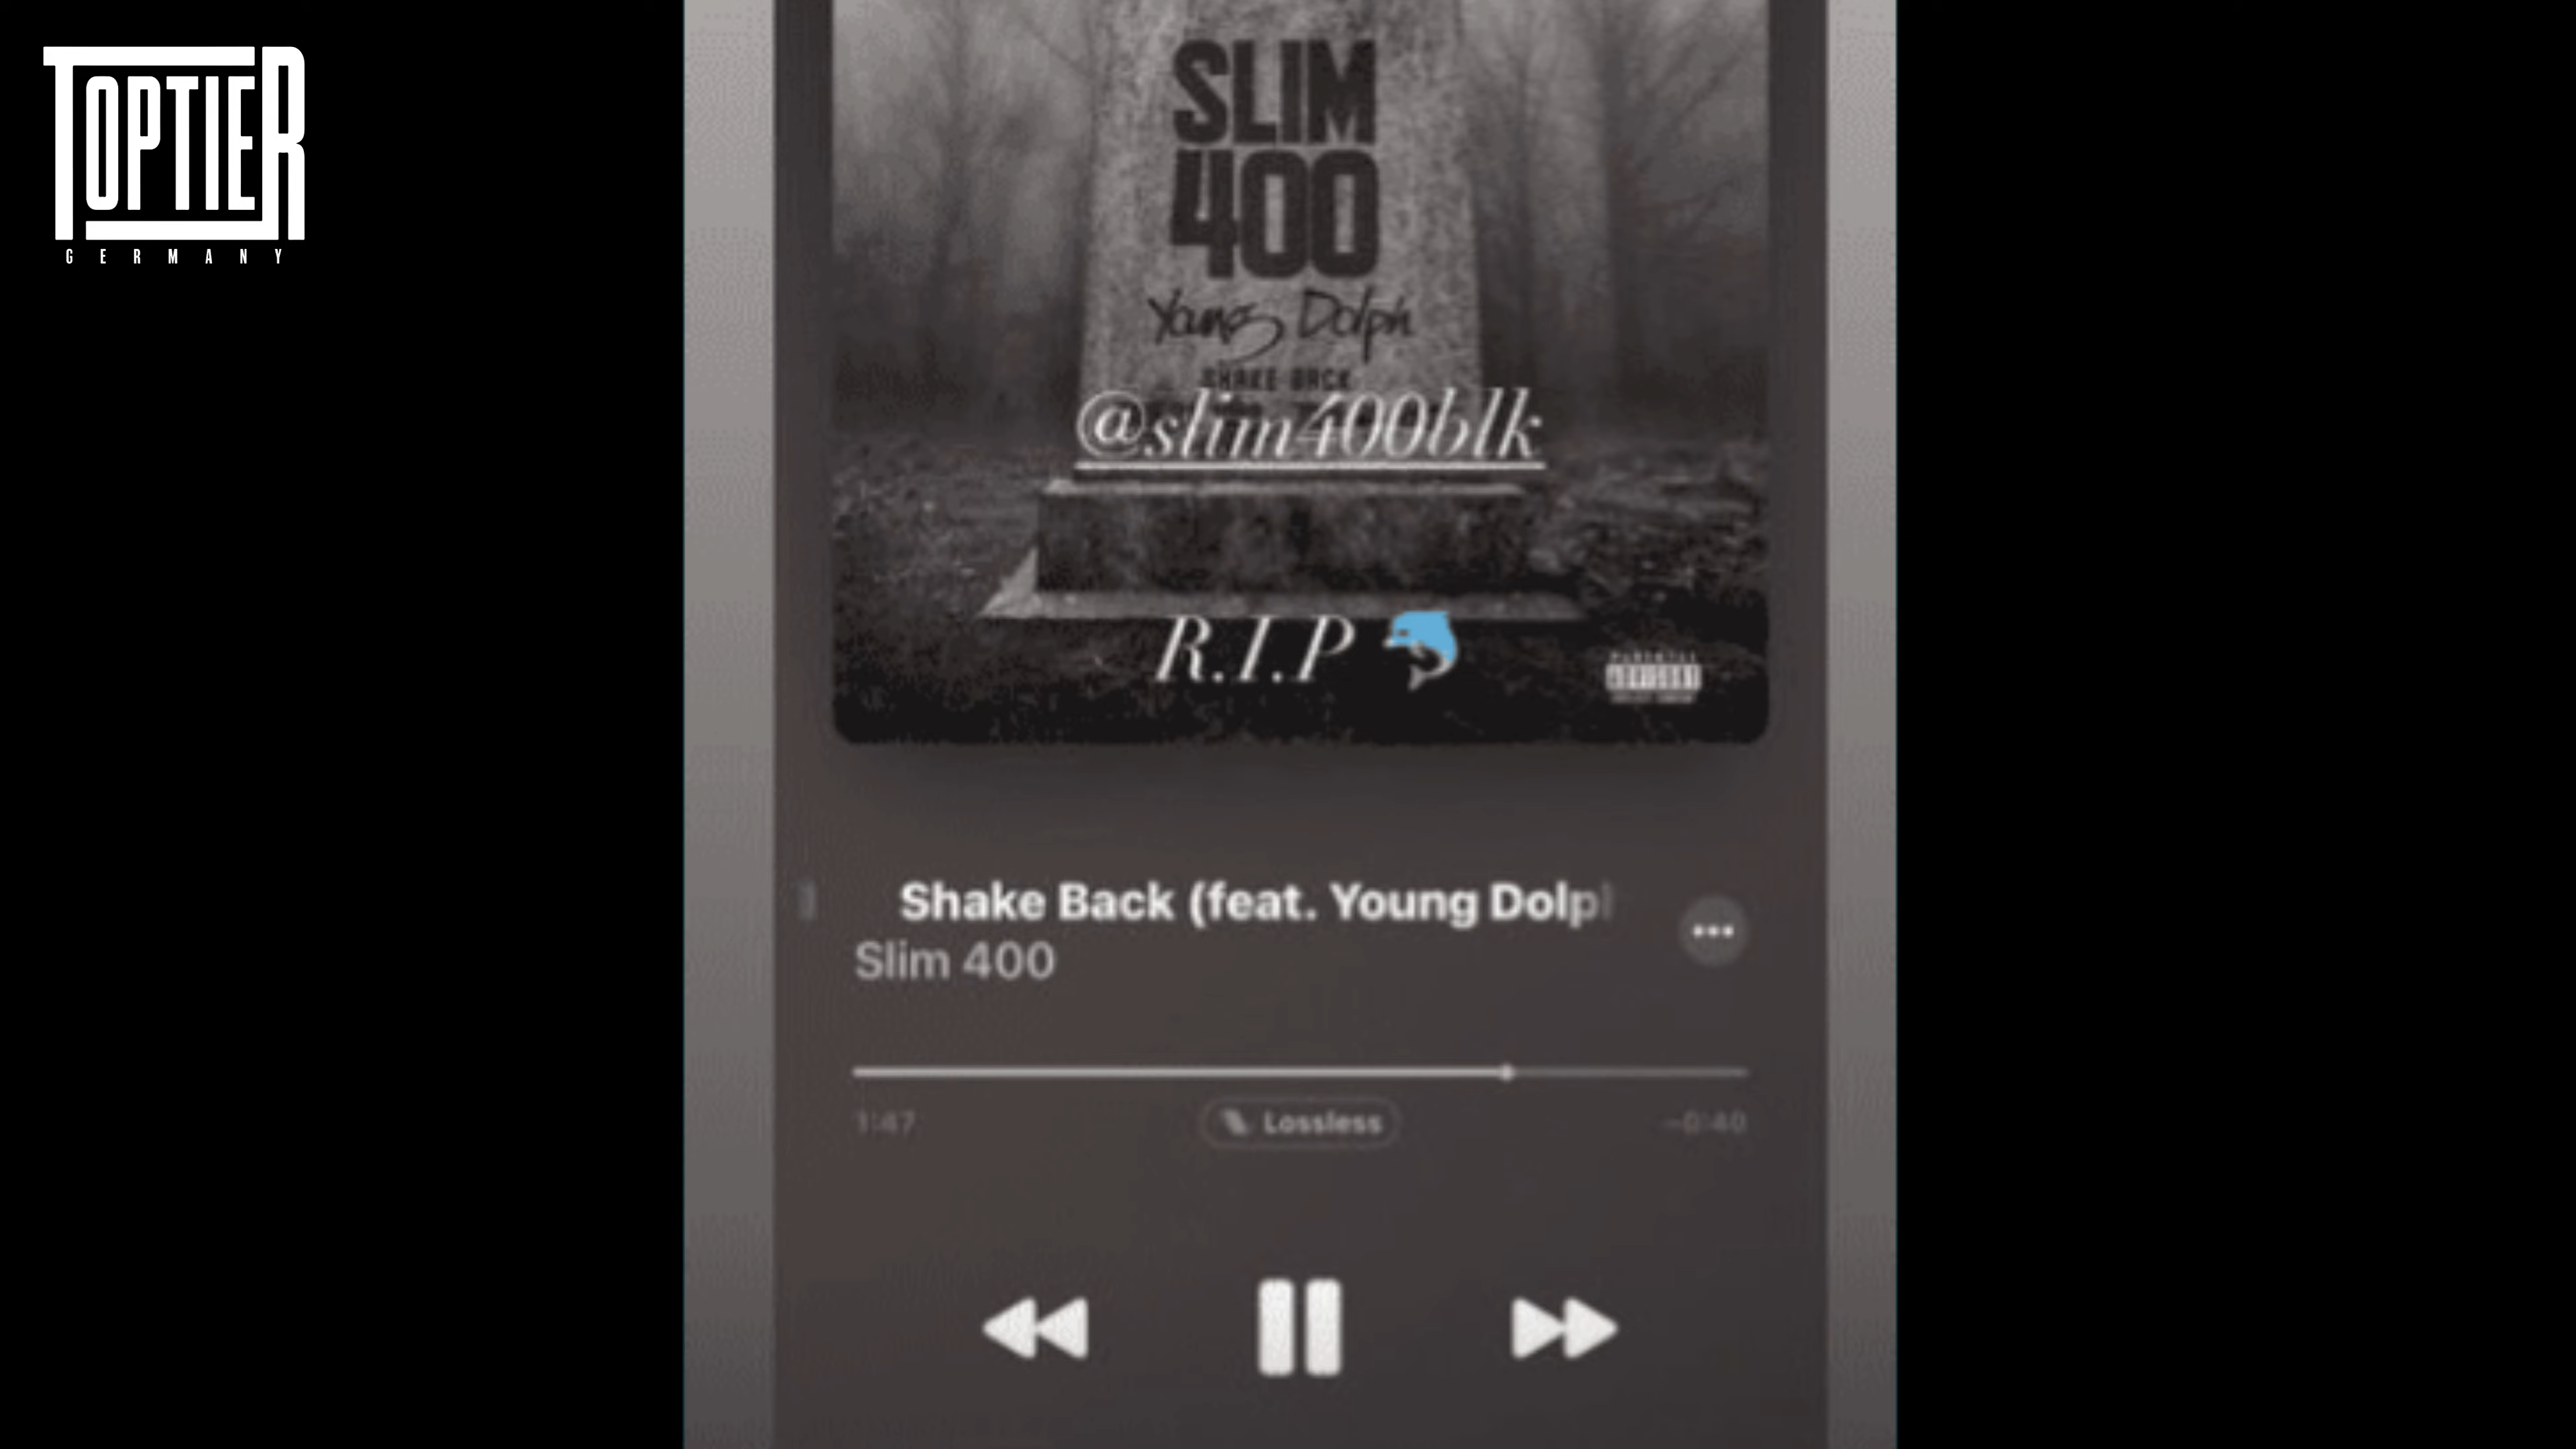 TOPTIER
GERMANY
SLIM
400
Young Dolph
SHAKE BACK
@slim400blk
R.I.P
ADVISORY
Shake Back (feat. Young Dolp
Slim 400
1:47
Lossless
-0:40